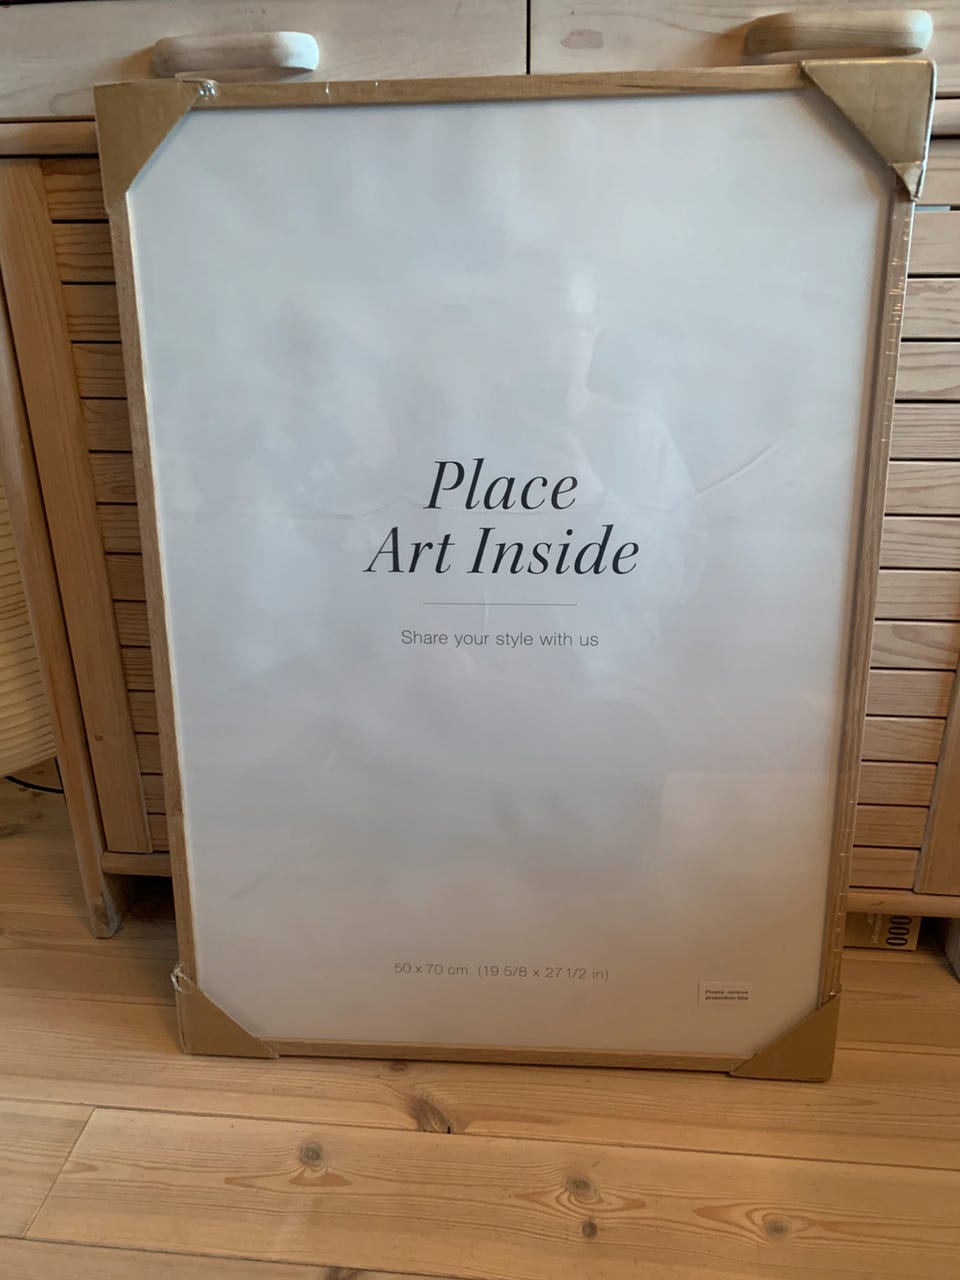 Place
Art Inside
Share your style with us
50 x 70 cm (19 5/8 x 27 1/2 in)
Please remove
protection film
000